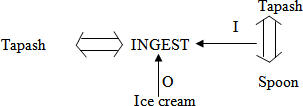 Tapash
I
Tapash INGEST
Spoon
O
Ice cream